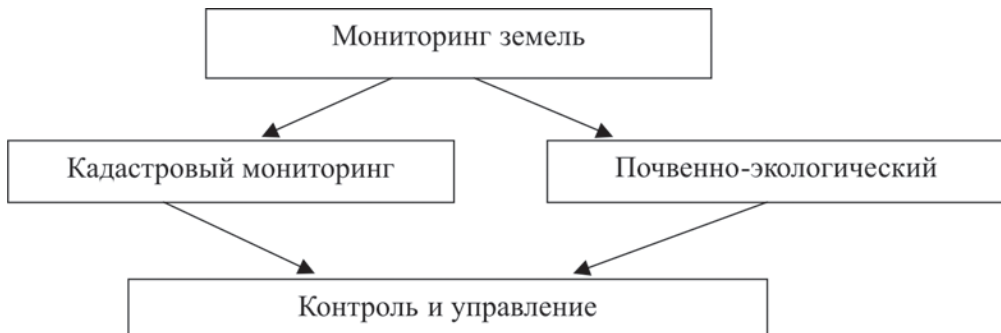 Мониторинг земель
Кадастровый мониторинг
Почвенно-экологический
Контроль и управление